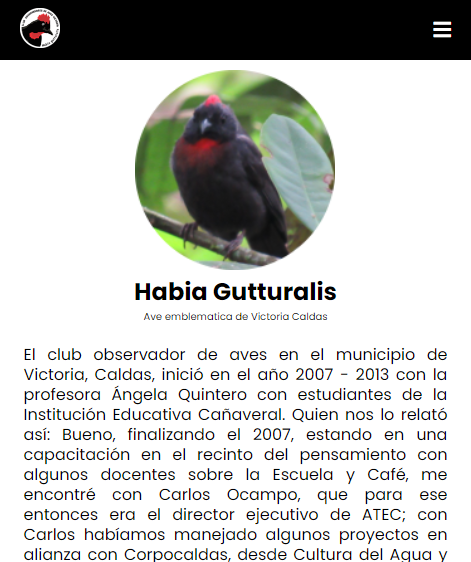 Habia Gutturalis
Ave emblematica de Victoria Caldas
El club observador de aves en el municipio de
Victoria, Caldas, inició en el año 2007 - 2013 con la
profesora Ángela Quintero con estudiantes de la
Institución Educativa Cañaveral. Quien nos lo relató
así: Bueno, finalizando el 2007, estando en una
capacitación en el recinto del pensamiento con
algunos docentes sobre la Escuela y Café, me
encontré con Carlos Ocampo, que para ese
entonces era el director ejecutivo de ATEC; con
Carlos habíamos manejado algunos proyectos en
alianza con Corpocaldas, desde Cultura del Agua y